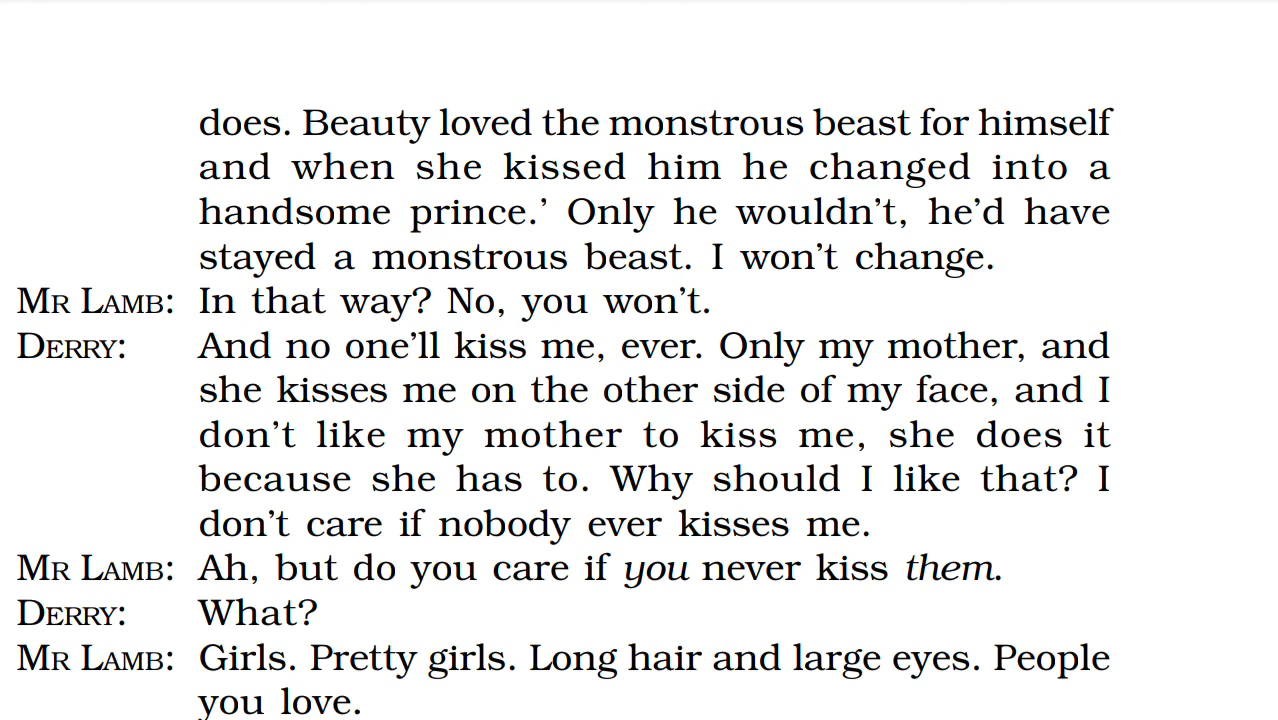 does. Beauty loved the monstrous beast for himself
and when she kissed him he changed into a
handsome prince.’ Only he wouldn’t, he’d have
stayed a monstrous beast. I won’t change.
MR LAMB: In that way? No, you won’t.
DERRY: And no one’ll kiss me, ever. Only my mother, and
she kisses me on the other side of my face, and I
don’t like my mother to kiss me, she does it
because she has to. Why should I like that? I
don’t care if nobody ever kisses me.
MR LAMB: Ah, but do you care if you never kiss them.
DERRY: What?
MR LAMB: Girls. Pretty girls. Long hair and large eyes. People
you love.